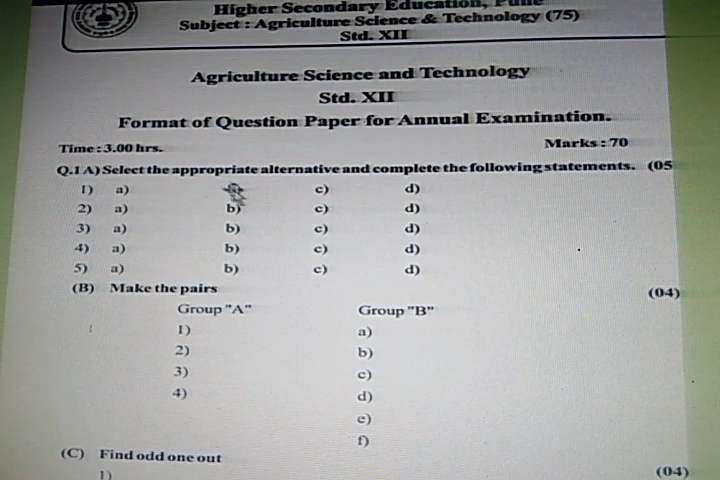 Higher Secondary Education, Pune
Subject : Agriculture Science & Technology (75)
Std. XII
Agriculture Science and Technology
Std. XII
Format of Question Paper for Annual Examination.
Time : 3.00 hrs. Marks : 70
Q.1 A) Select the appropriate alternative and complete the following statements. (05
1) a) c) d)
2) a) b) c) d)
3) a) b) c) d)
4) a) b) c) d)
5) a) b) c) d)
(B) Make the pairs (04)
Group "A" Group "B"
1) a)
2) b)
3) c)
4) d)
e)
f)
(C) Find odd one out (04)
1)